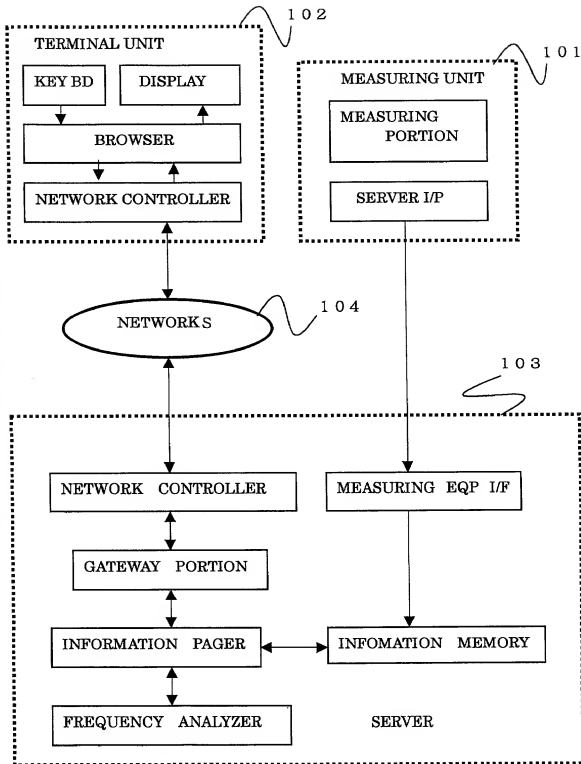 102
TERMINAL UNIT
KEY BD
DISPLAY
BROWSER
NETWORK CONTROLLER
101
MEASURING UNIT
MEASURING
PORTION
SERVER I/P
NETWORKS
104
103
NETWORK CONTROLLER
MEASURING EQP I/F
GATEWAY PORTION
INFORMATION PAGER
INFOMATION MEMORY
FREQUENCY ANALYZER
SERVER